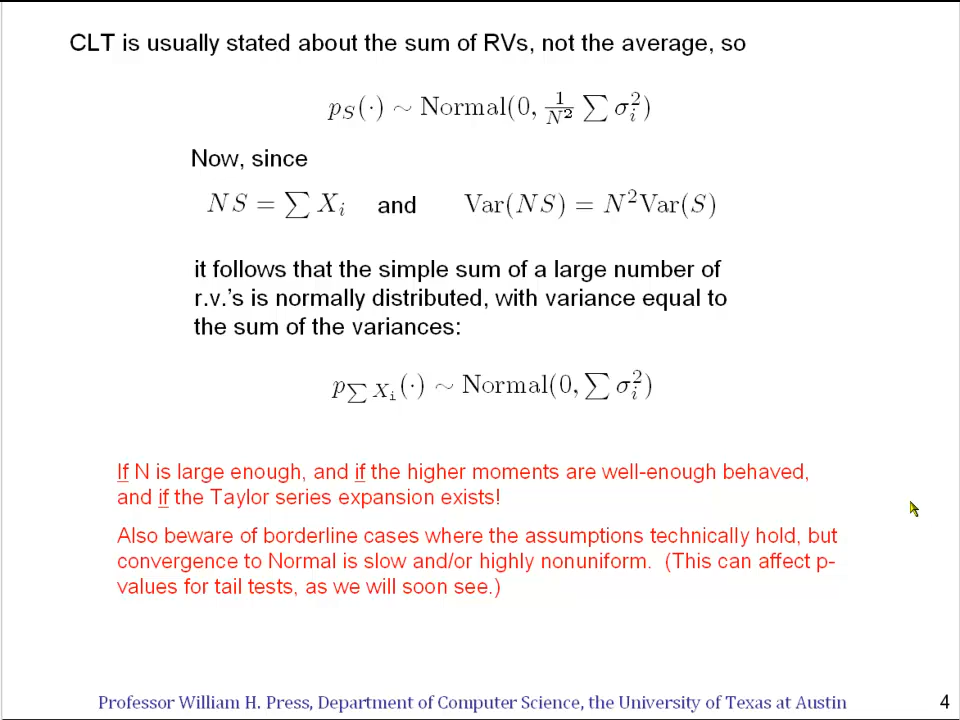 CLT is usually stated about the sum of RVs, not the average, so
p_S(·) ∼ Normal(0, 1/N² ∑ σ_i²)
Now, since
NS = ∑ X_i and Var(NS) = N²Var(S)
it follows that the simple sum of a large number of
r.v.'s is normally distributed, with variance equal to
the sum of the variances:
p_{∑ X_i}(·) ∼ Normal(0, ∑ σ_i²)
If N is large enough, and if the higher moments are well-enough behaved,
and if the Taylor series expansion exists!
Also beware of borderline cases where the assumptions technically hold, but
convergence to Normal is slow and/or highly nonuniform. (This can affect p-
values for tail tests, as we will soon see.)
Professor William H. Press, Department of Computer Science, the University of Texas at Austin
4